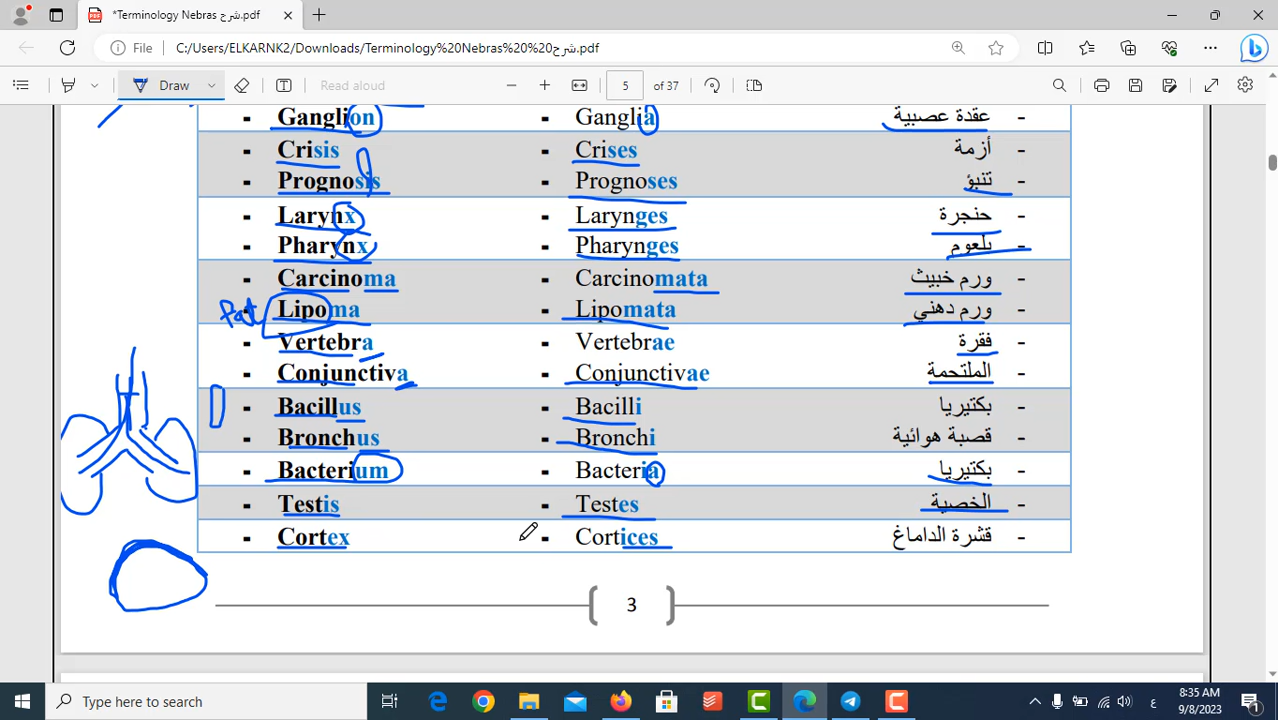 *Terminology Nebras شرح.pdf
File C:/Users/ELKARNK2/Downloads/Terminology%20Nebras%20%20شرح.pdf
Draw Read aloud 5 of 37
- Ganglion - Ganglia عقدة عصبية -
- Crisis - Crises أزمة -
- Prognosis - Prognoses تنبؤ -
- Larynx - Larynges حنجرة -
- Pharynx - Pharynges بلعوم -
- Carcinoma - Carcinomata ورم خبيث -
Fat - Lipoma - Lipomata ورم دهني -
- Vertebra - Vertebrae فقرة -
- Conjunctiva - Conjunctivae الملتحمة -
- Bacillus - Bacilli بكتيريا -
- Bronchus - Bronchi قصبة هوائية -
- Bacterium - Bacteria بكتيريا -
- Testis - Testes الخصية -
- Cortex - Cortices قشرة الداماغ -
3
Type here to search
ع
8:35 AM
9/8/2023
1